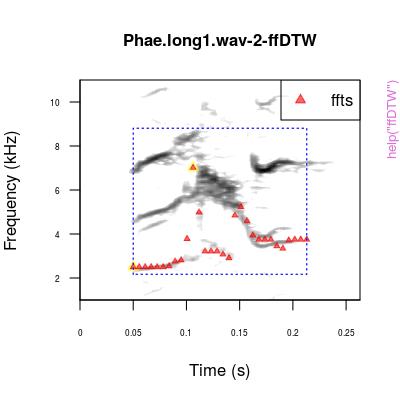 Phae.long1.wav-2-ffDTW
ffts
10
8
6
4
2
Frequency (kHz)
0
0.05
0.1
0.15
0.2
0.25
Time (s)
help("ffDTW")